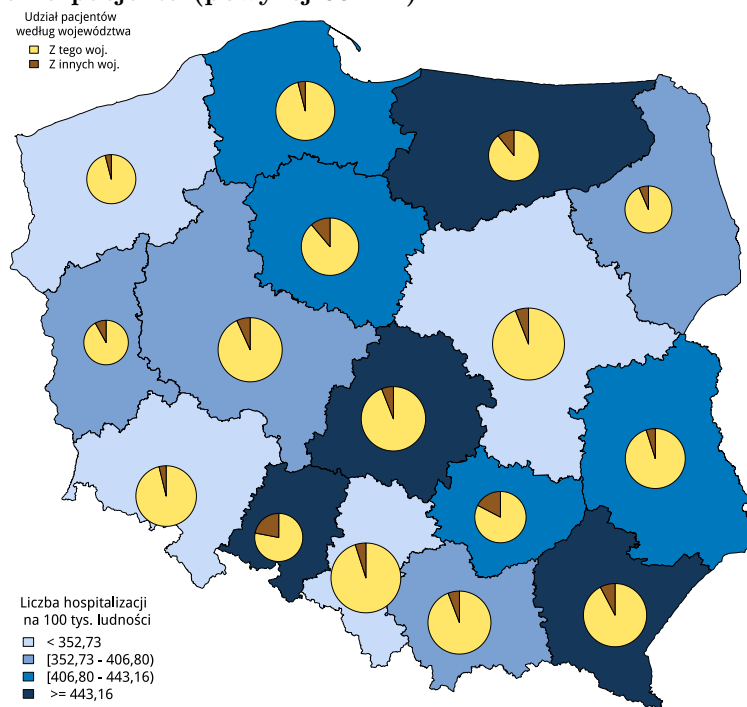 Udział pacjentów
według województwa
Z tego woj.
Z innych woj.
Liczba hospitalizacji
na 100 tys. ludności
< 352,73
[352,73 - 406,80)
[406,80 - 443,16)
>= 443,16